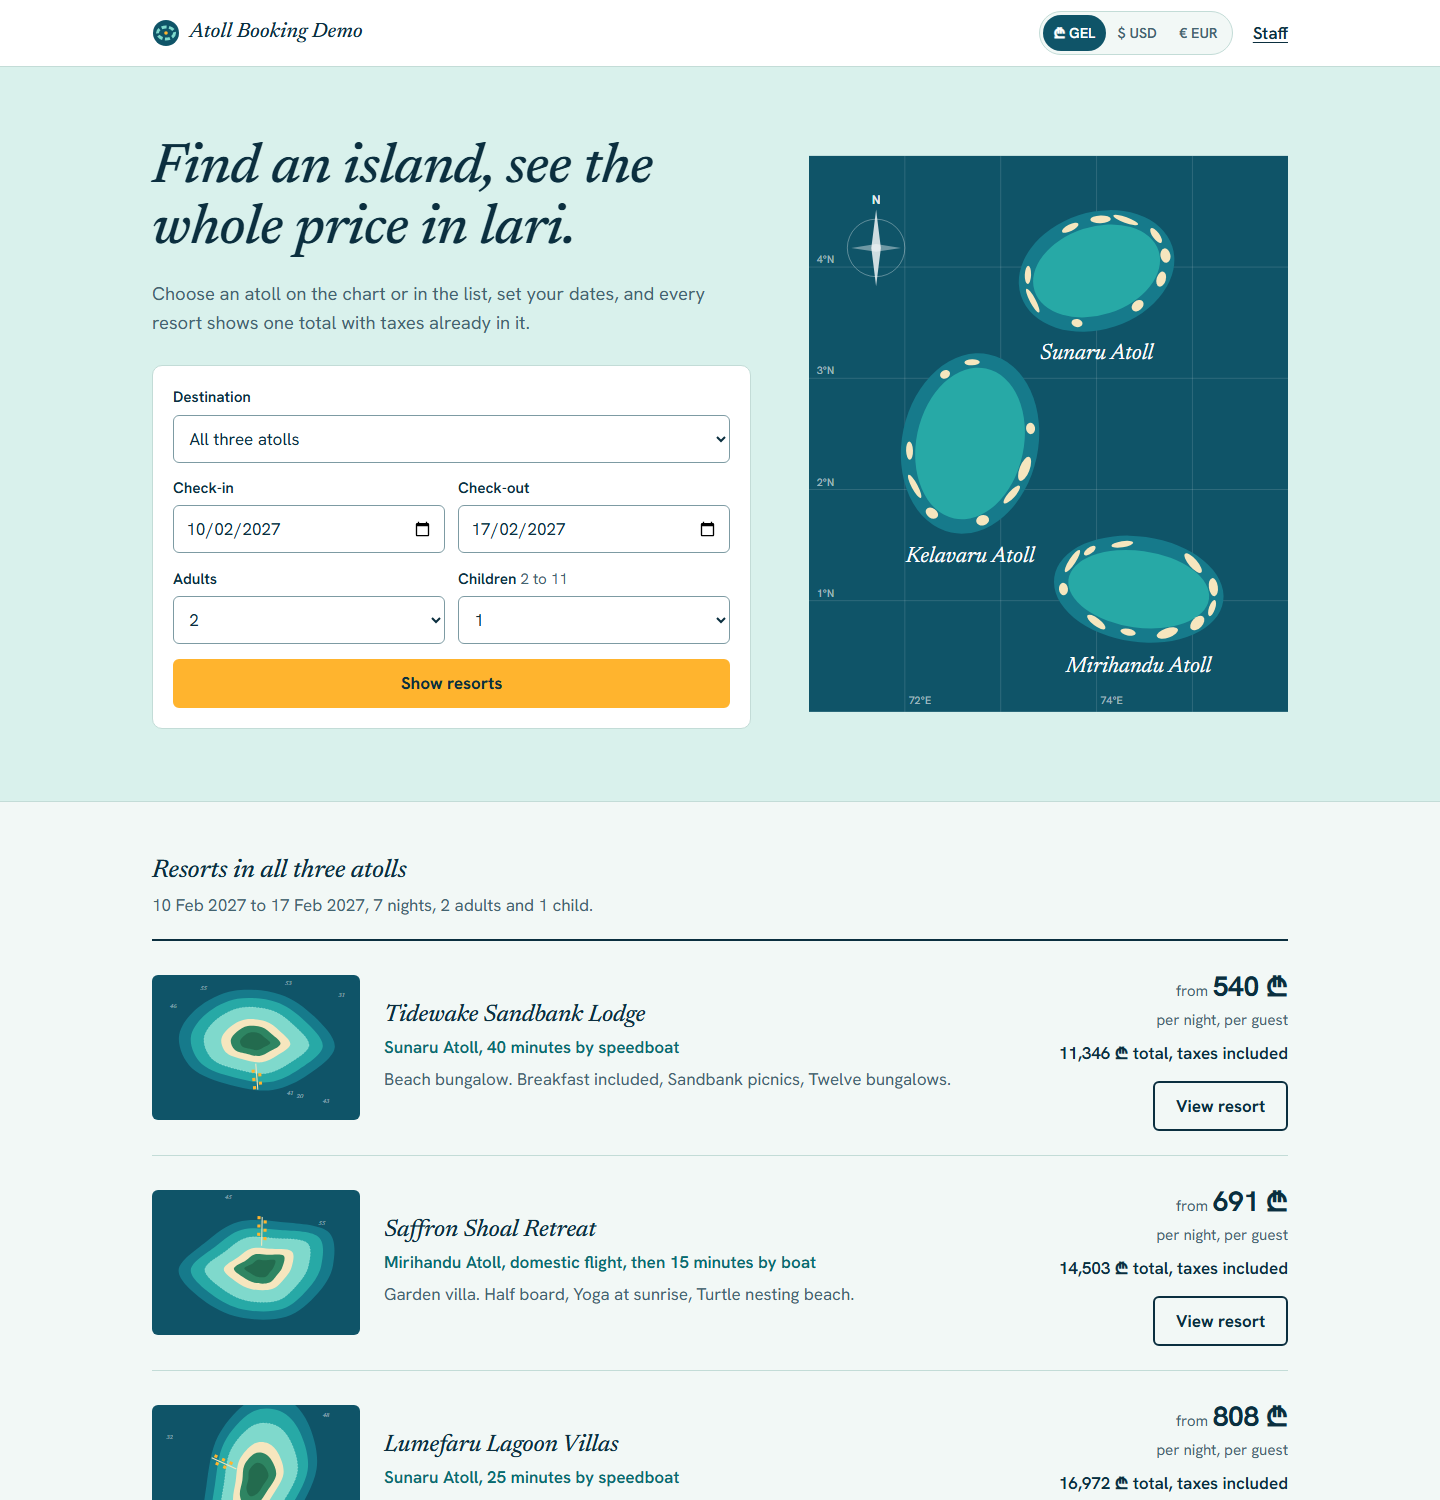 Atoll Booking Demo
₾ GEL
$ USD
€ EUR
Staff
Find an island, see the
whole price in lari.
Choose an atoll on the chart or in the list, set your dates, and every
resort shows one total with taxes already in it.
Destination
All three atolls
Check-in
Check-out
10/02/2027
17/02/2027
Adults
Children 2 to 11
2
1
Show resorts
N
4°N
3°N
2°N
1°N
72°E
74°E
Sunaru Atoll
Kelavaru Atoll
Mirihandu Atoll
Resorts in all three atolls
10 Feb 2027 to 17 Feb 2027, 7 nights, 2 adults and 1 child.
Tidewake Sandbank Lodge
Sunaru Atoll, 40 minutes by speedboat
Beach bungalow. Breakfast included, Sandbank picnics, Twelve bungalows.
from 540 ₾
per night, per guest
11,346 ₾ total, taxes included
View resort
Saffron Shoal Retreat
Mirihandu Atoll, domestic flight, then 15 minutes by boat
Garden villa. Half board, Yoga at sunrise, Turtle nesting beach.
from 691 ₾
per night, per guest
14,503 ₾ total, taxes included
View resort
Lumefaru Lagoon Villas
Sunaru Atoll, 25 minutes by speedboat
from 808 ₾
per night, per guest
16,972 ₾ total, taxes included